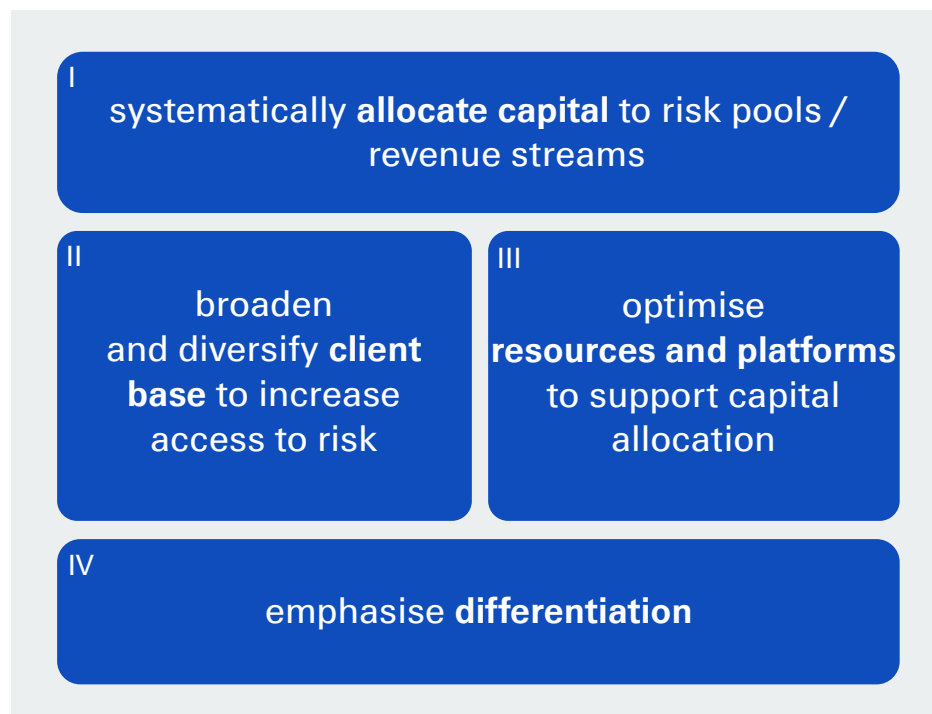 I
systematically allocate capital to risk pools /
revenue streams
II
broaden
and diversify client
base to increase
access to risk
III
optimise
resources and platforms
to support capital
allocation
IV
emphasise differentiation